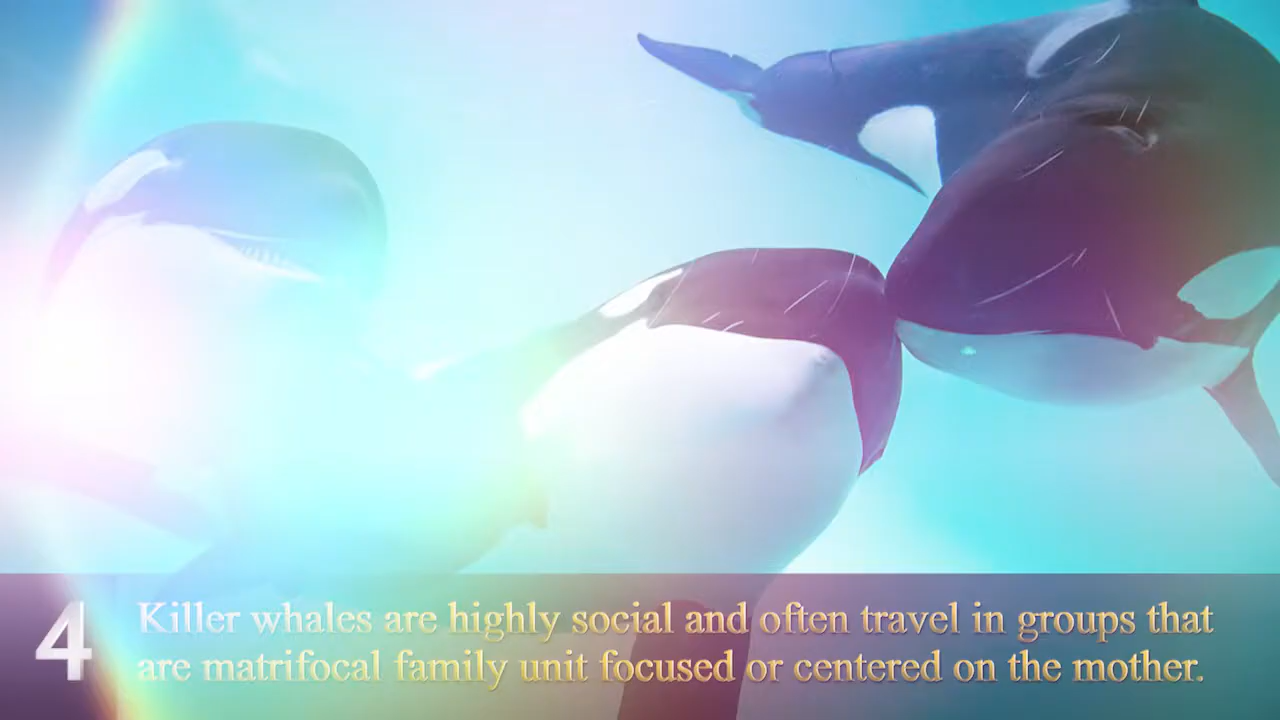 4 Killer whales are highly social and often travel in groups that
are matrifocal family unit focused or centered on the mother.